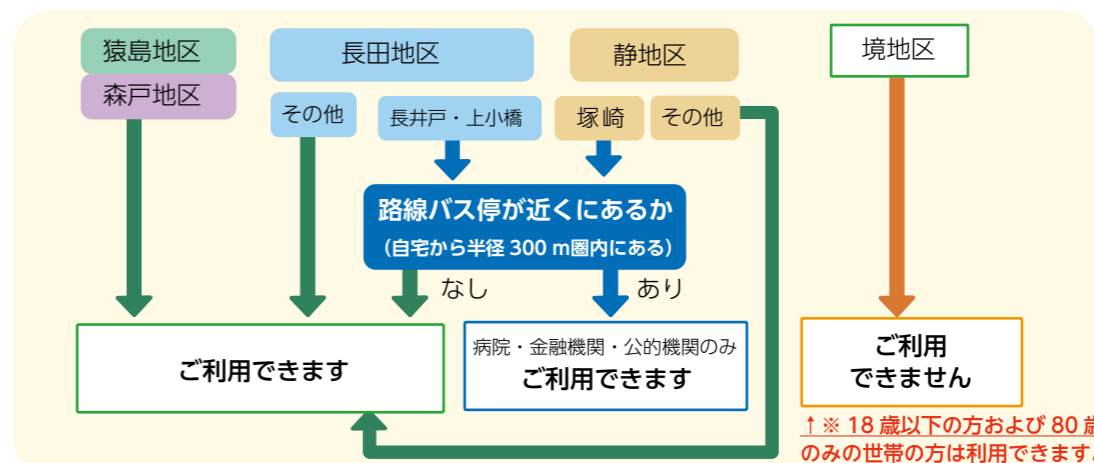 猿島地区
森戸地区
長田地区
静地区
境地区
その他
長井戸・上小橋
塚崎
その他
路線バス停が近くにあるか
（自宅から半径 300 m圏内にある）
なし
あり
ご利用できます
病院・金融機関・公的機関のみ
ご利用できます
ご利用
できません
↑※ 18 歳以下の方および 80 歳
のみの世帯の方は利用できます。